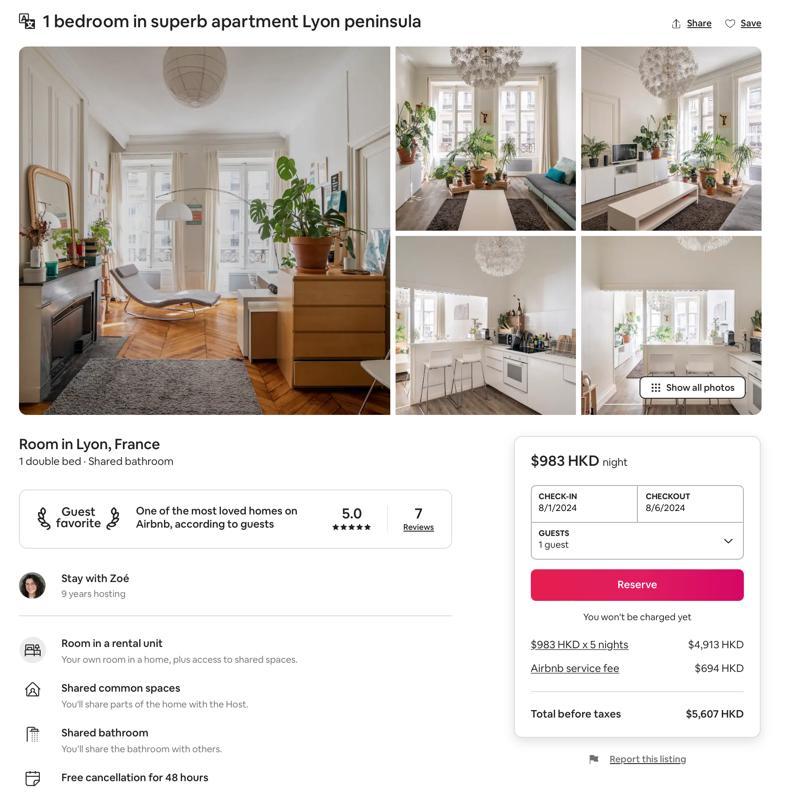 1 bedroom in superb apartment Lyon peninsula
Share
Save
Show all photos
Room in Lyon, France
1 double bed · Shared bathroom
Guest
favorite
One of the most loved homes on
Airbnb, according to guests
5.0
7
Reviews
Stay with Zoé
9 years hosting
Room in a rental unit
Your own room in a home, plus access to shared spaces.
Shared common spaces
You'll share parts of the home with the Host.
Shared bathroom
You'll share the bathroom with others.
Free cancellation for 48 hours
$983 HKD night
CHECK-IN
8/1/2024
CHECKOUT
8/6/2024
GUESTS
1 guest
Reserve
You won't be charged yet
$983 HKD x 5 nights $4,913 HKD
Airbnb service fee $694 HKD
Total before taxes $5,607 HKD
Report this listing